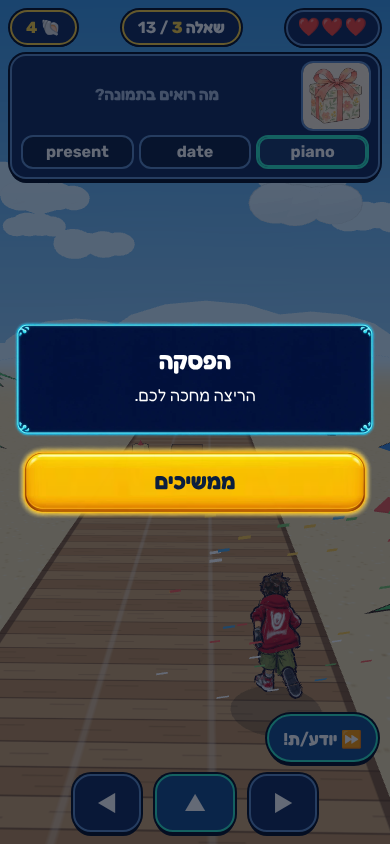 שאלה 3 / 13
4
מה רואים בתמונה?
piano
date
present
הפסקה
הריצה מחכה לכם.
ממשיכים
יודע/ת!